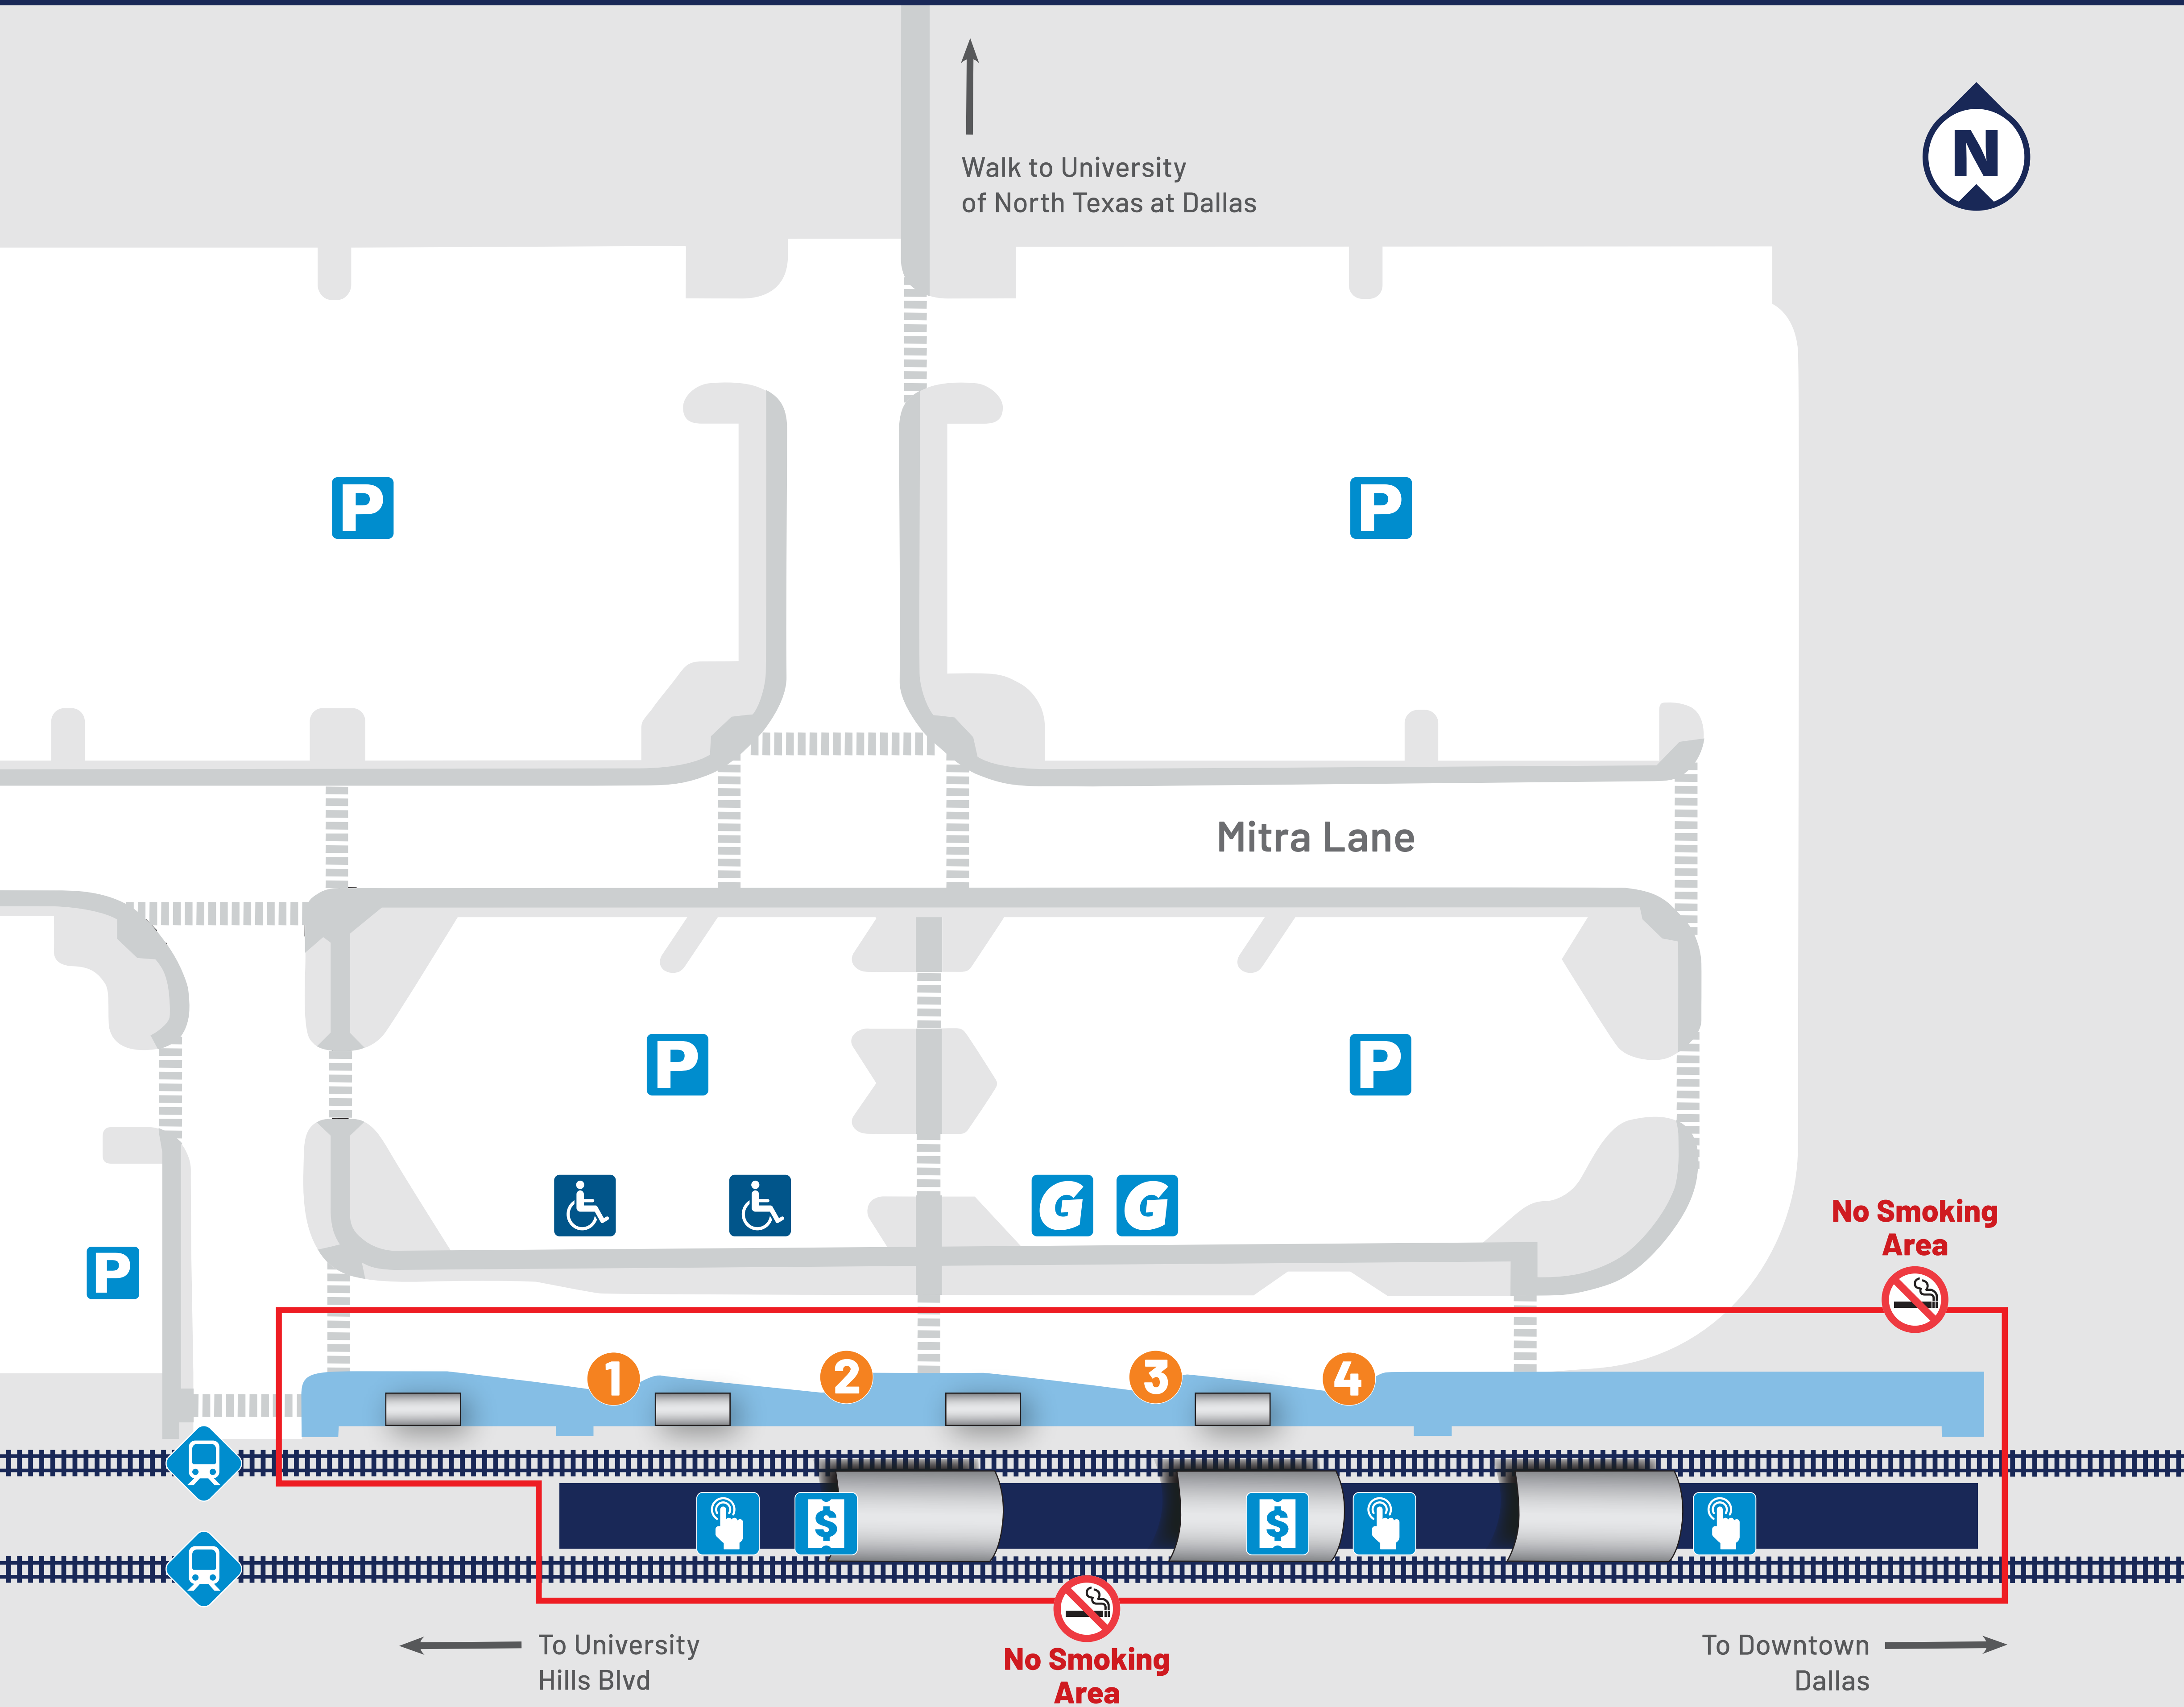 Walk to University
of North Texas at Dallas
N
P
P
Mitra Lane
P
P
G G
No Smoking
Area
P
1 2 3 4
$ $
To University
Hills Blvd
No Smoking
Area
To Downtown
Dallas